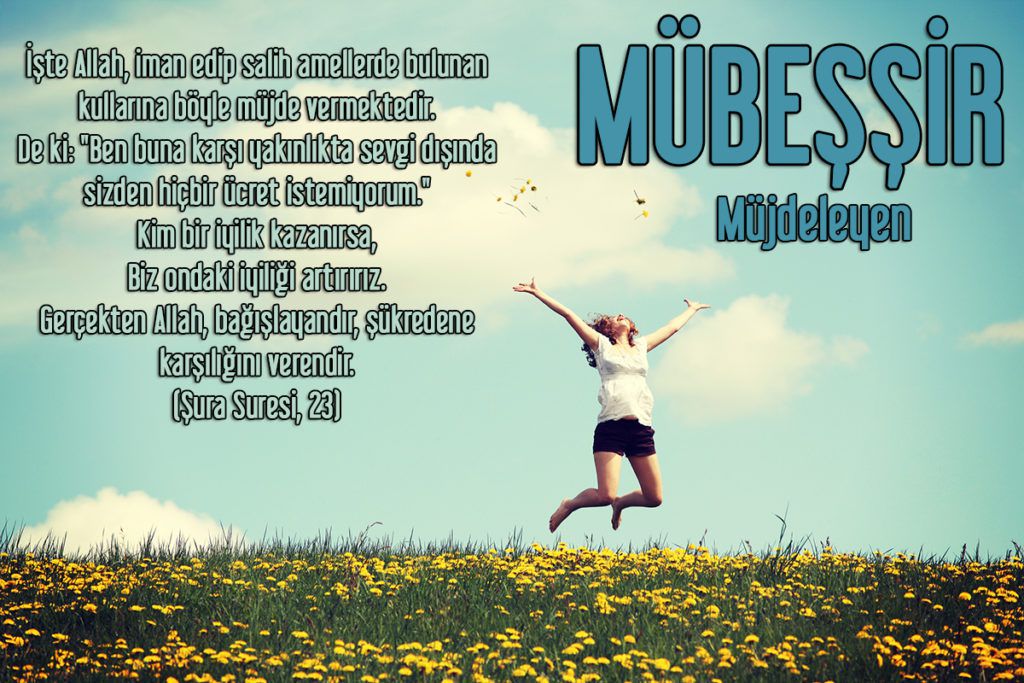 İşte Allah, iman edip salih amellerde bulunan
kullarına böyle müjde vermektedir.
De ki: "Ben buna karşı yakınlıkta sevgi dışında
sizden hiçbir ücret istemiyorum."
Kim bir iyilik kazanırsa,
Biz ondaki iyiliği artırırız.
Gerçekten Allah, bağışlayandır, şükredene
karşılığını verendir.
(Şura Suresi, 23)
MÜBEŞŞİR
Müjdeleyen